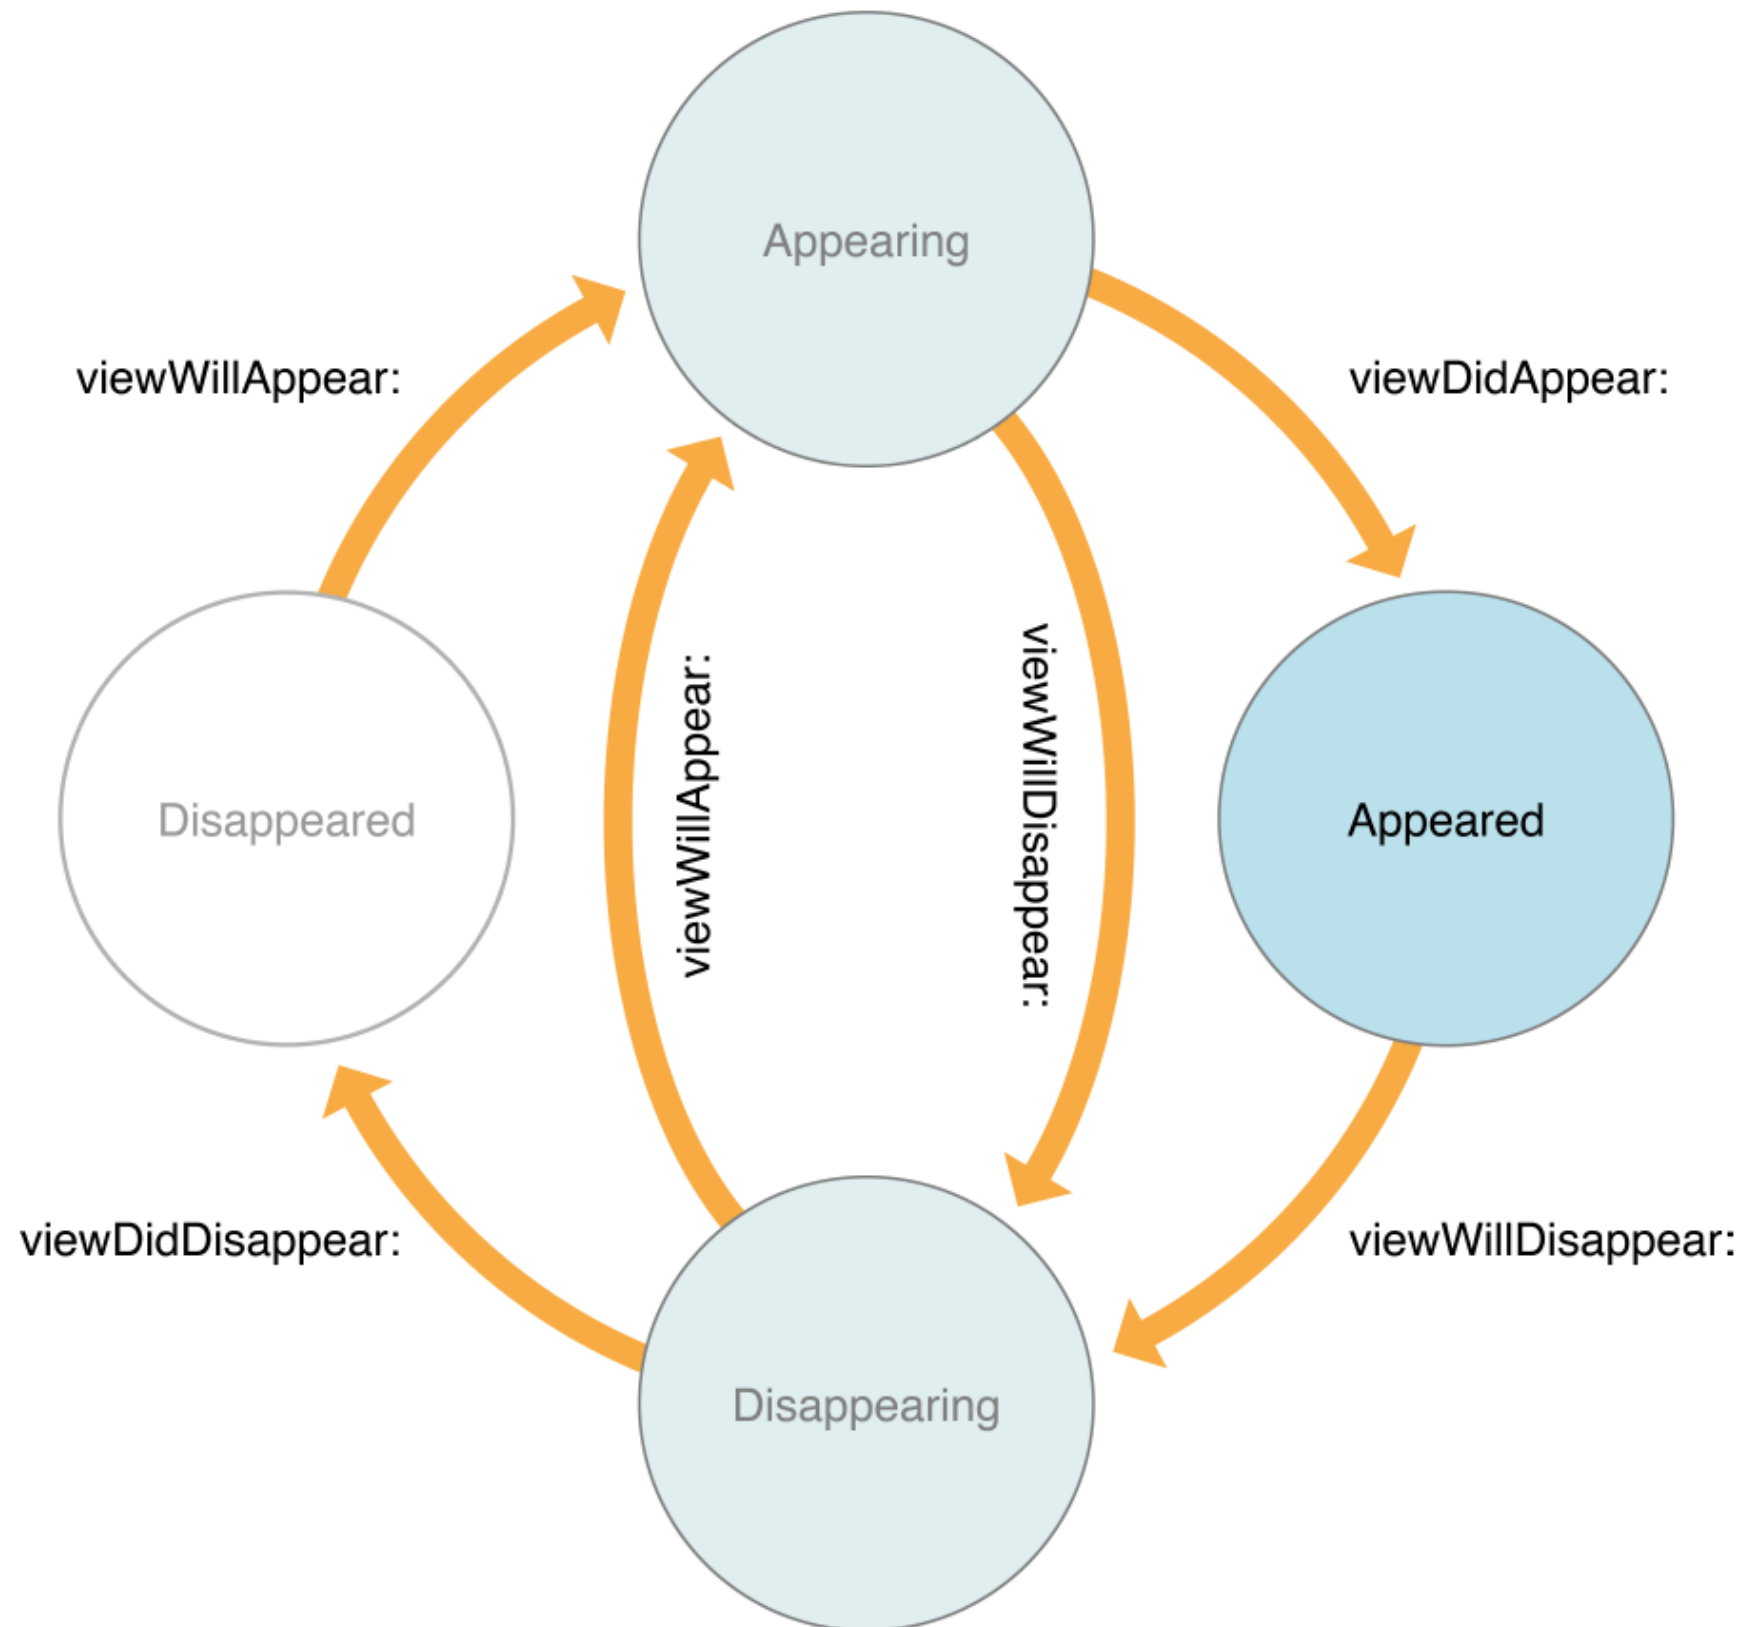 Appearing
viewWillAppear:
viewDidAppear:
viewWillAppear:
viewWillDisappear:
Disappeared
Appeared
viewDidDisappear:
viewWillDisappear:
Disappearing